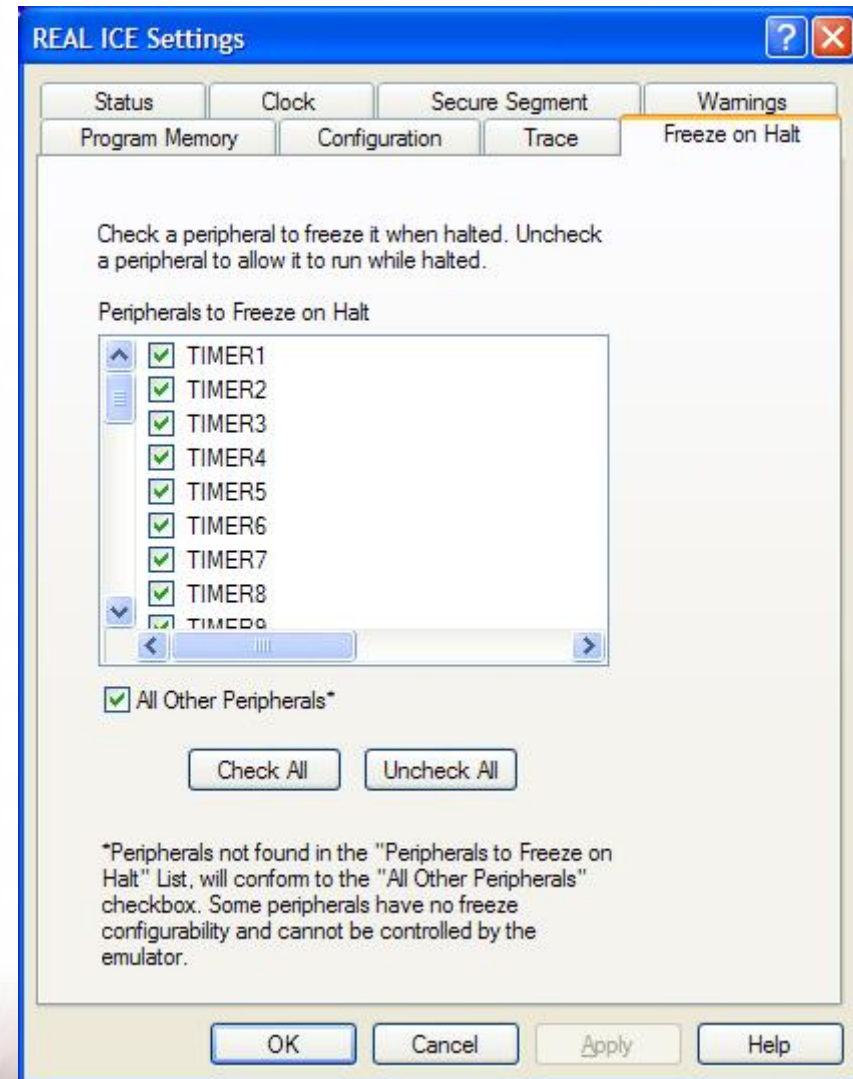 REAL ICE Settings
Status
Clock
Secure Segment
Warnings
Program Memory
Configuration
Trace
Freeze on Halt
Check a peripheral to freeze it when halted. Uncheck
a peripheral to allow it to run while halted.
Peripherals to Freeze on Halt
TIMER1
TIMER2
TIMER3
TIMER4
TIMER5
TIMER6
TIMER7
TIMER8
TIMER9
All Other Peripherals*
Check All
Uncheck All
*Peripherals not found in the "Peripherals to Freeze on
Halt" List, will conform to the "All Other Peripherals"
checkbox. Some peripherals have no freeze
configurability and cannot be controlled by the
emulator.
OK
Cancel
Apply
Help